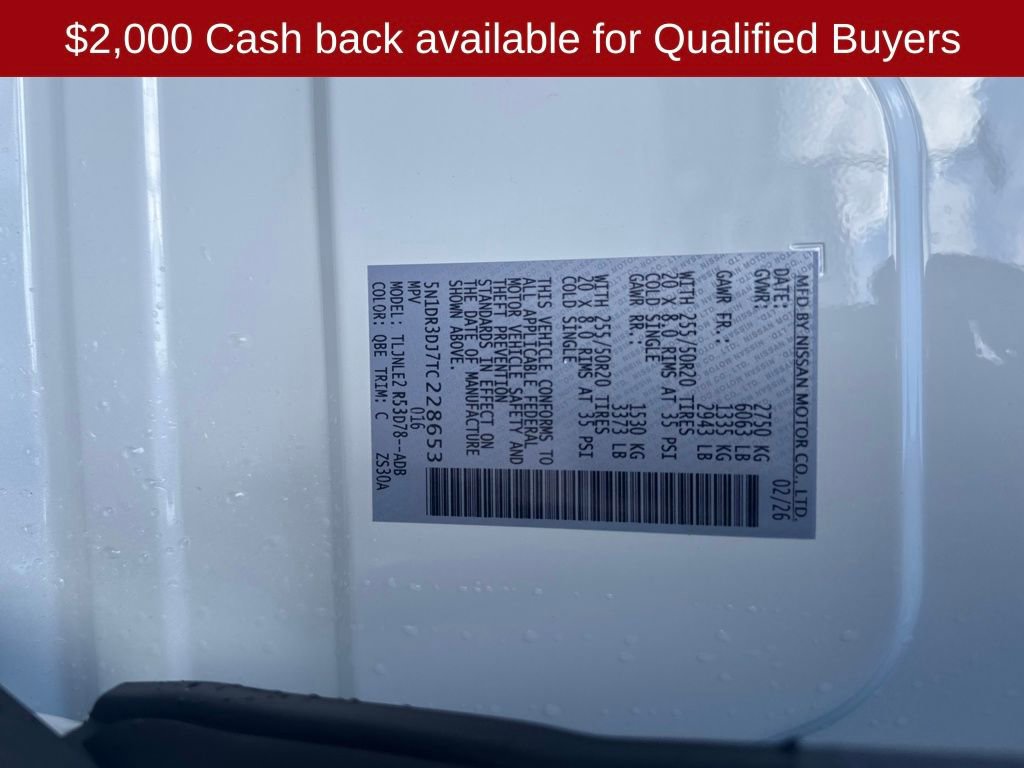 $2,000 Cash back available for Qualified Buyers
MFD BY NISSAN MOTOR CO., LTD.
DATE: 02/26
GVWR: 2750 KG
6063 LB
GAWR FR.: 1335 KG
2943 LB
WITH 255/50R20 TIRES
20 X 8.0 RIMS AT 35 PSI
COLD SINGLE
GAWR RR.: 1530 KG
3373 LB
WITH 255/50R20 TIRES
20 X 8.0 RIMS AT 35 PSI
COLD SINGLE
THIS VEHICLE CONFORMS TO
ALL APPLICABLE FEDERAL
MOTOR VEHICLE SAFETY AND
THEFT PREVENTION
STANDARDS IN EFFECT ON
THE DATE OF MANUFACTURE
SHOWN ABOVE.
5N1DR3DJ7TC228653
MPV 016
MODEL: TLJNLE2 R53D78--ADB
COLOR: QBE TRIM: C ZS30A